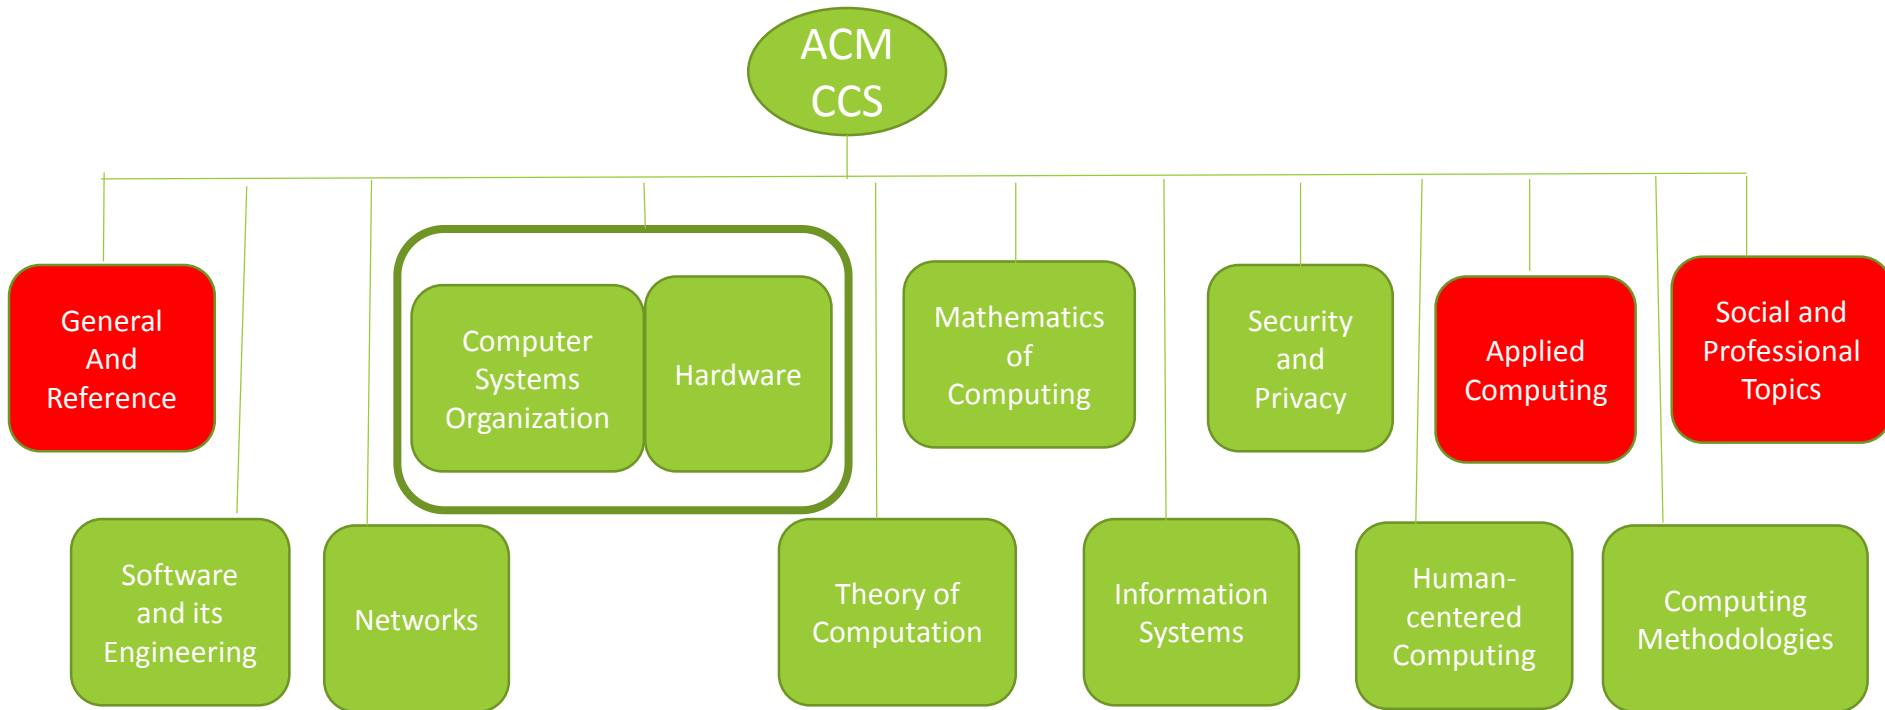 ACM
CCS
General
And
Reference
Computer
Systems
Organization
Hardware
Mathematics
of
Computing
Security
and
Privacy
Applied
Computing
Social and
Professional
Topics
Software
and its
Engineering
Networks
Theory of
Computation
Information
Systems
Human-
centered
Computing
Computing
Methodologies